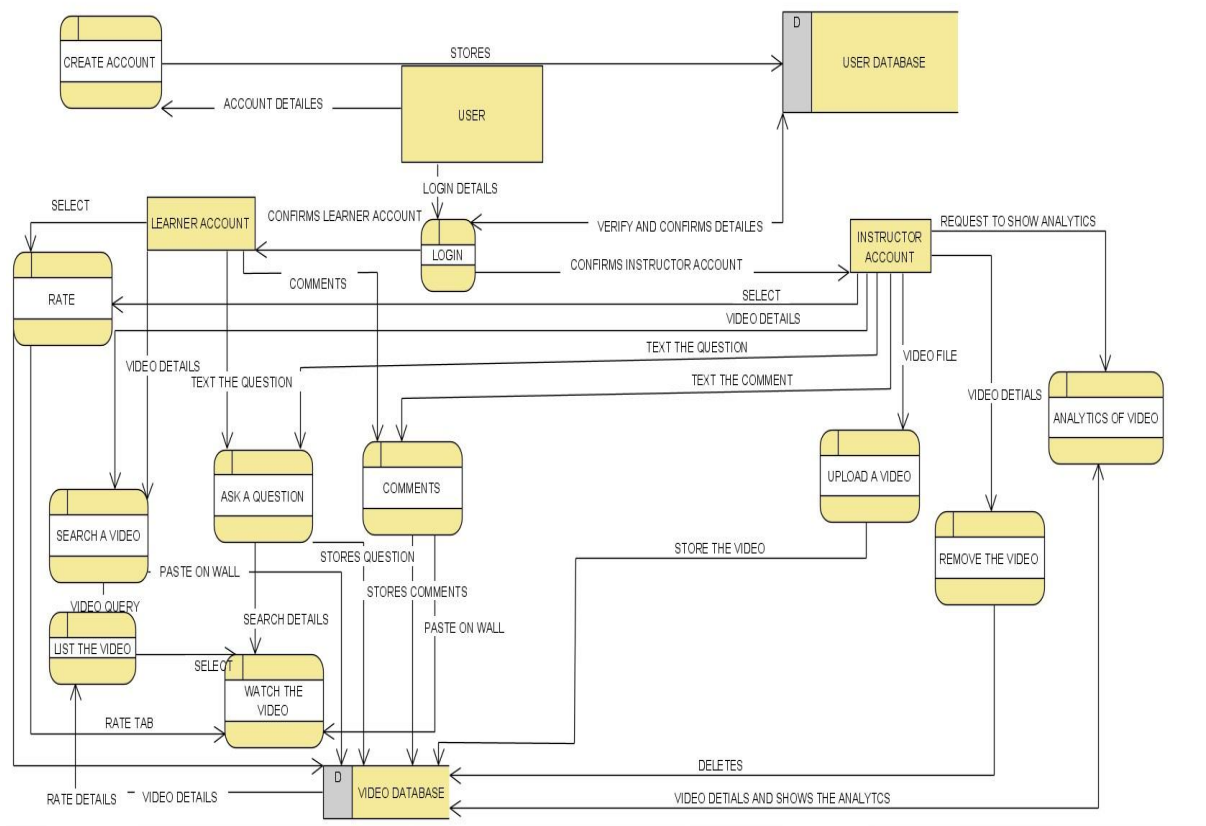 D
CREATE ACCOUNT
STORES
USER DATABASE
ACCOUNT DETAILES
USER
LOGIN DETAILS
SELECT
LEARNER ACCOUNT
CONFIRMS LEARNER ACCOUNT
VERIFY AND CONFIRMS DETAILES
INSTRUCTOR
ACCOUNT
REQUEST TO SHOW ANALYTICS
LOGIN
CONFIRMS INSTRUCTOR ACCOUNT
COMMENTS
RATE
SELECT
VIDEO DETAILS
TEXT THE QUESTION
VIDEO FILE
VIDEO DETAILS
TEXT THE QUESTION
TEXT THE COMMENT
VIDEO DETIALS
ANALYTICS OF VIDEO
ASK A QUESTION
COMMENTS
UPLOAD A VIDEO
SEARCH A VIDEO
STORES QUESTION
STORE THE VIDEO
REMOVE THE VIDEO
PASTE ON WALL
STORES COMMENTS
VIDEO QUERY
SEARCH DETAILS
PASTE ON WALL
LIST THE VIDEO
SELECT
WATCH THE
VIDEO
RATE TAB
DELETES
D
VIDEO DATABASE
RATE DETAILS
VIDEO DETAILS
VIDEO DETIALS AND SHOWS THE ANALYTCS